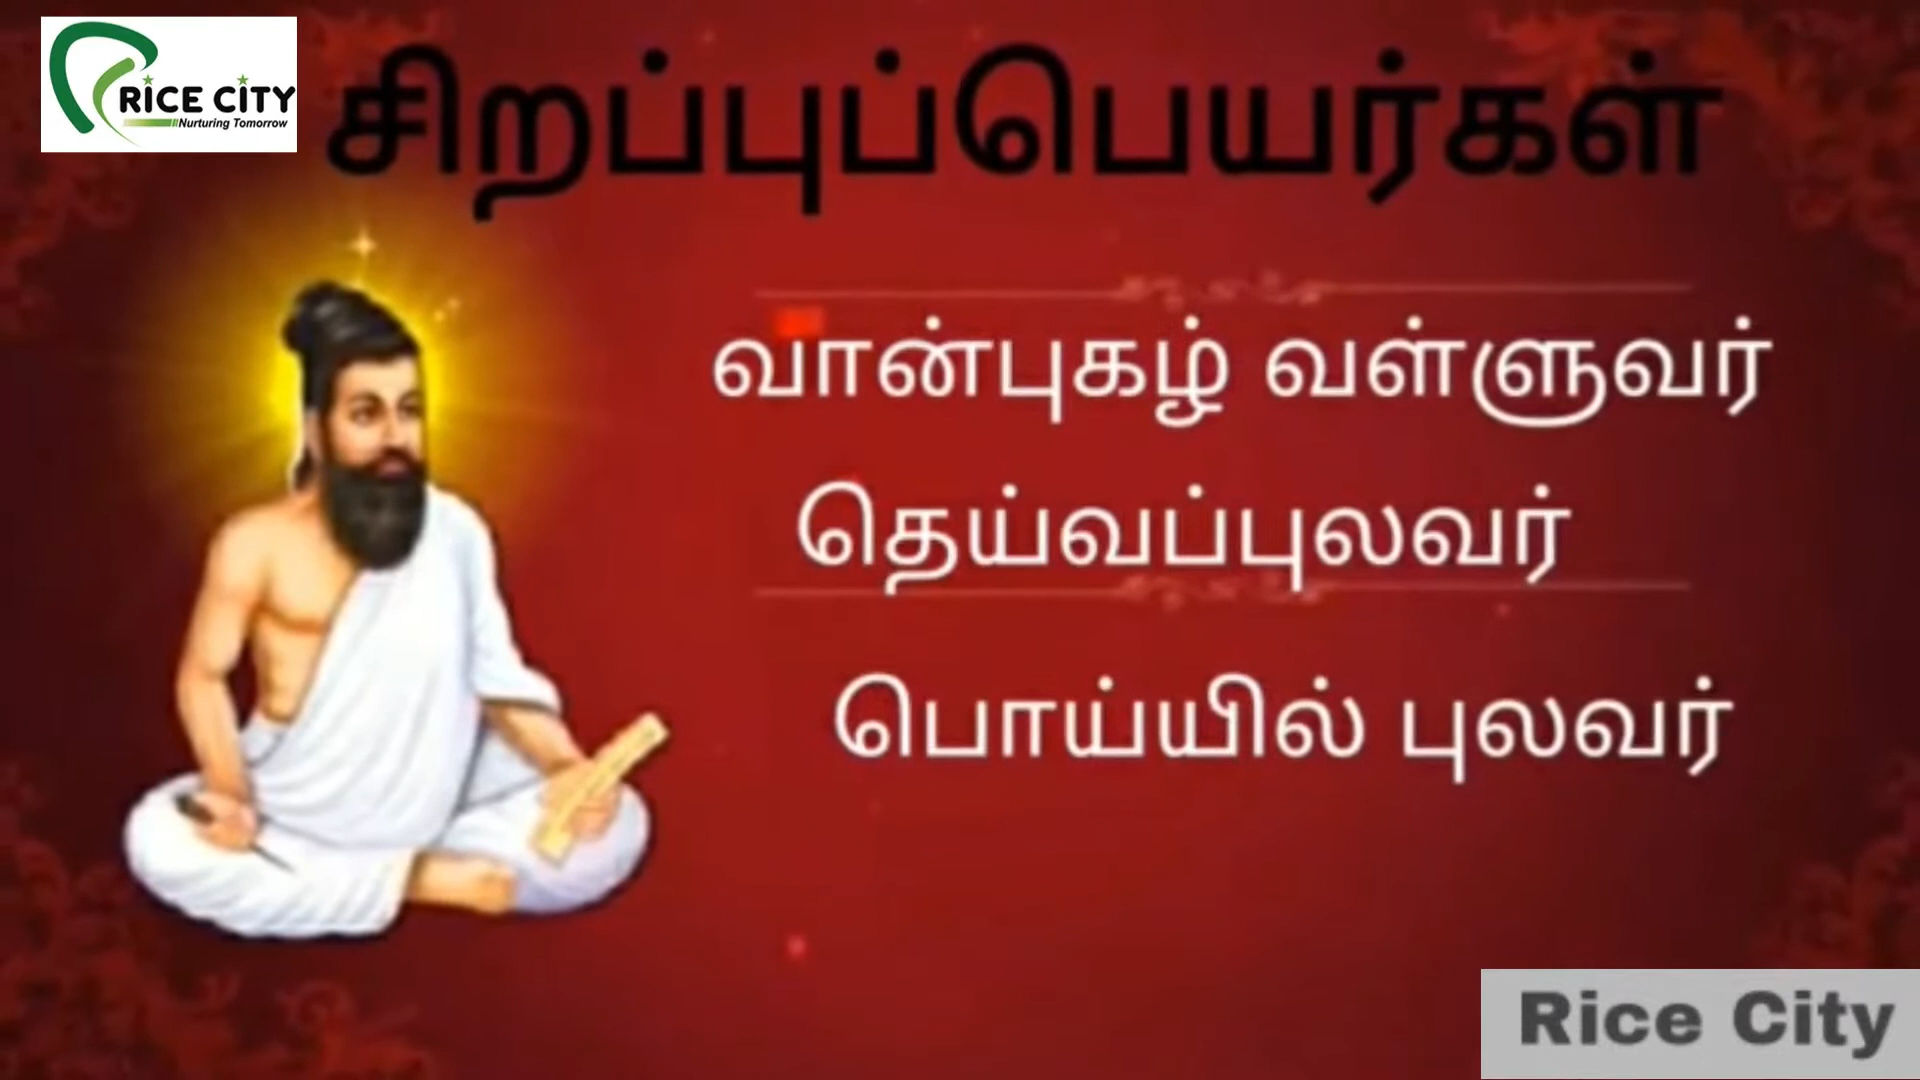 RICE CITY
Nurturing Tomorrow
சிறப்புப்பெயர்கள்
வான்புகழ் வள்ளுவர்
தெய்வப்புலவர்
பொய்யில் புலவர்
Rice City